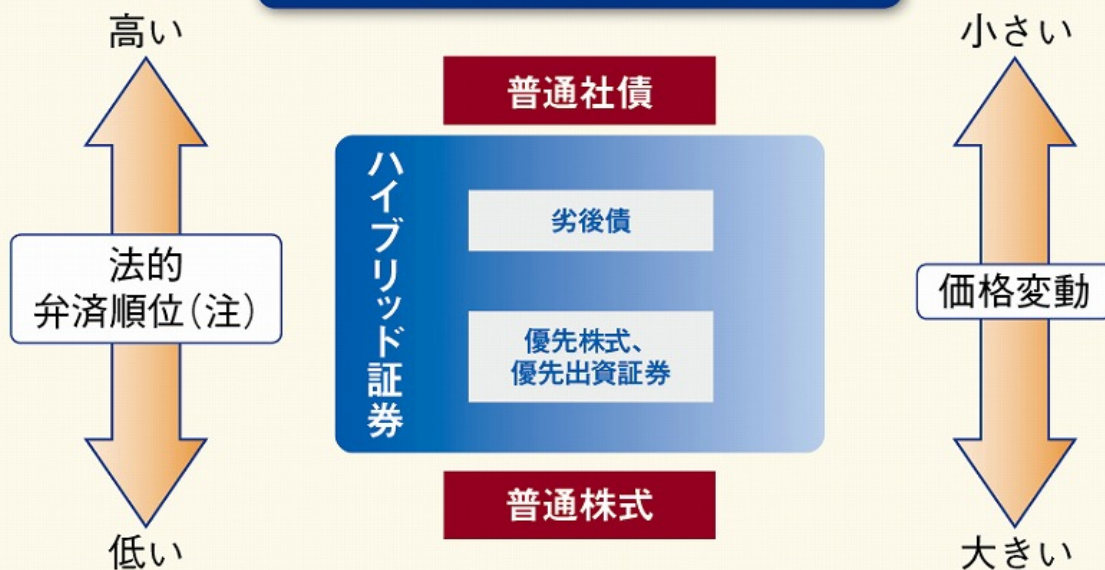 高い
小さい
普通社債
ハイブリッド証券
劣後債
法的
弁済順位(注)
価格変動
優先株式、
優先出資証券
普通株式
低い
大きい